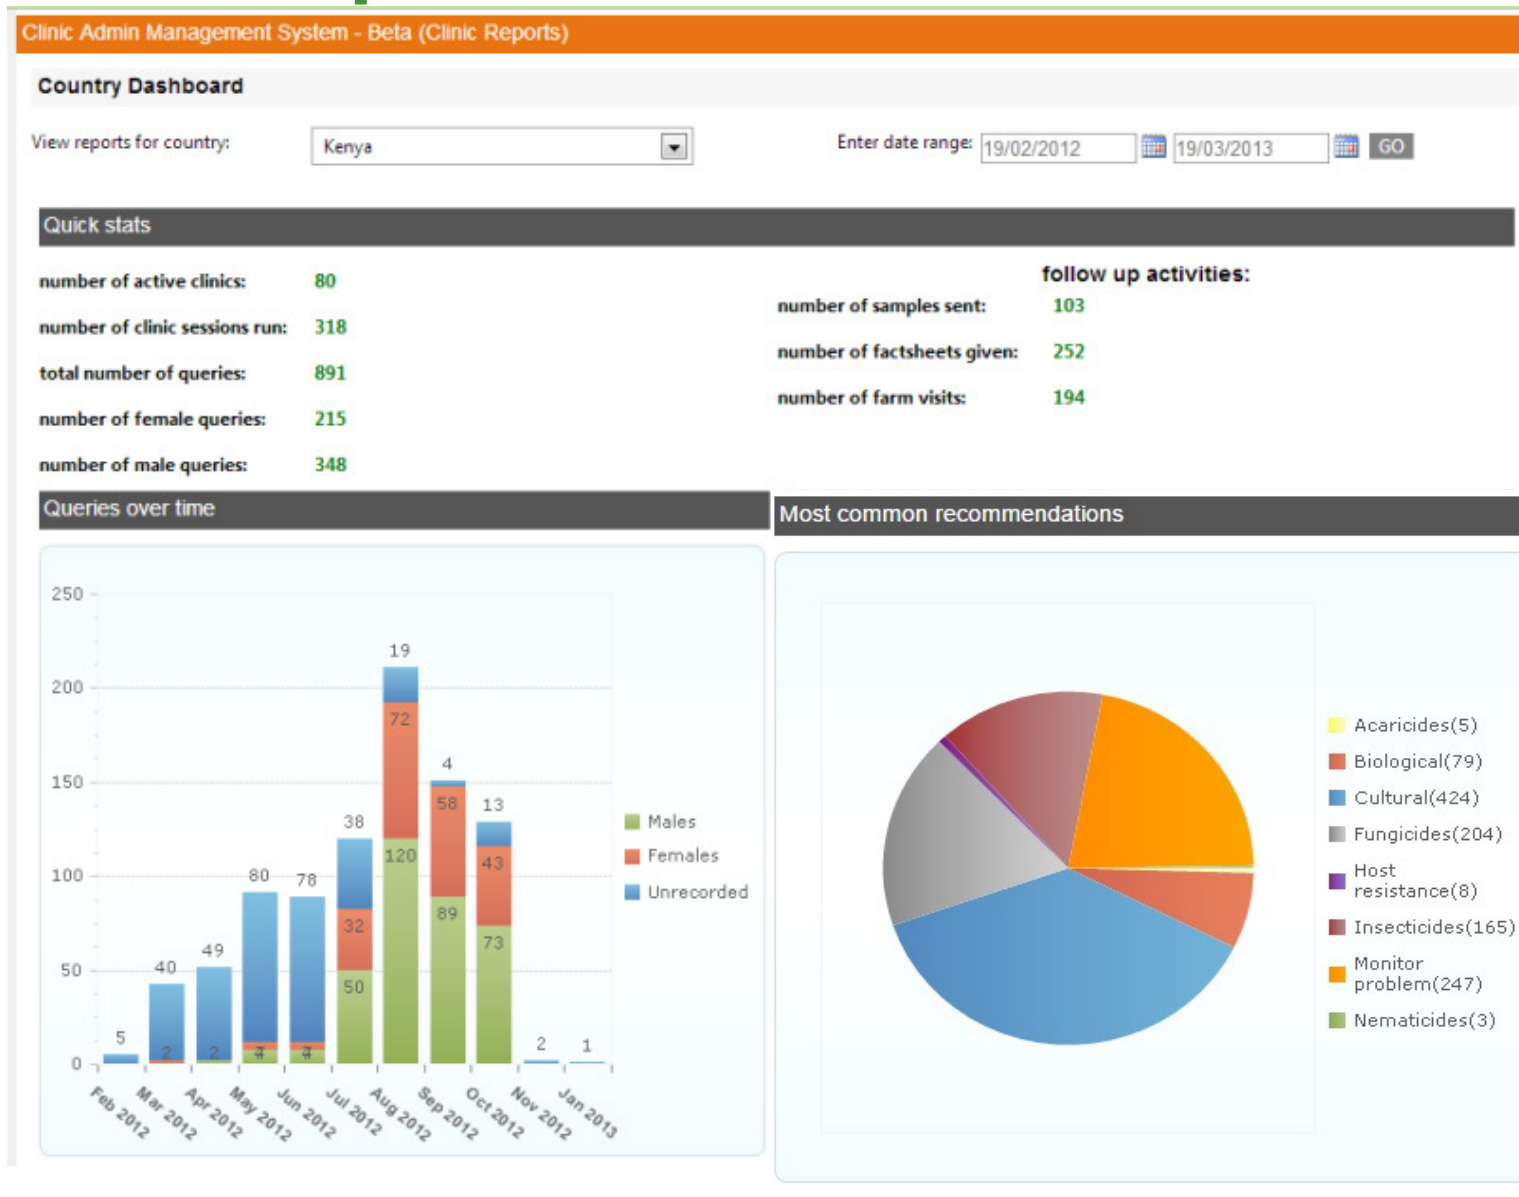 Clinic Admin Management System - Beta (Clinic Reports)
Country Dashboard
View reports for country:
Kenya
Enter date range:
19/02/2012
19/03/2013
GO
Quick stats
number of active clinics: 80
number of clinic sessions run: 318
total number of queries: 891
number of female queries: 215
number of male queries: 348
follow up activities:
number of samples sent: 103
number of factsheets given: 252
number of farm visits: 194
Queries over time
250
200
150
100
50
0
5
40
2
49
2
80
78
38
32
50
19
72
120
4
58
89
13
43
73
2
1
Feb 2012
Mar 2012
Apr 2012
May 2012
Jun 2012
Jul 2012
Aug 2012
Sep 2012
Oct 2012
Nov 2012
Jan 2013
Males
Females
Unrecorded
Most common recommendations
Acaricides(5)
Biological(79)
Cultural(424)
Fungicides(204)
Host
resistance(8)
Insecticides(165)
Monitor
problem(247)
Nematicides(3)